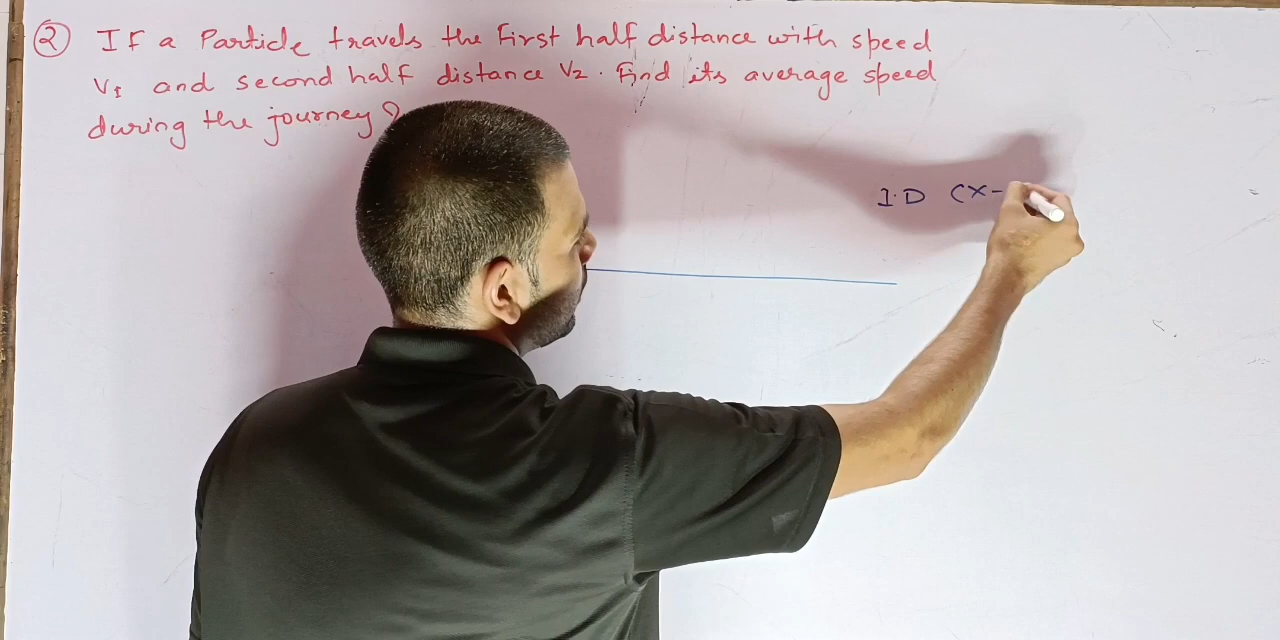 ② If a Particle travels the first half distance with speed
V₁ and second half distance V₂. Find its average speed
during the journey?
1.D (X-